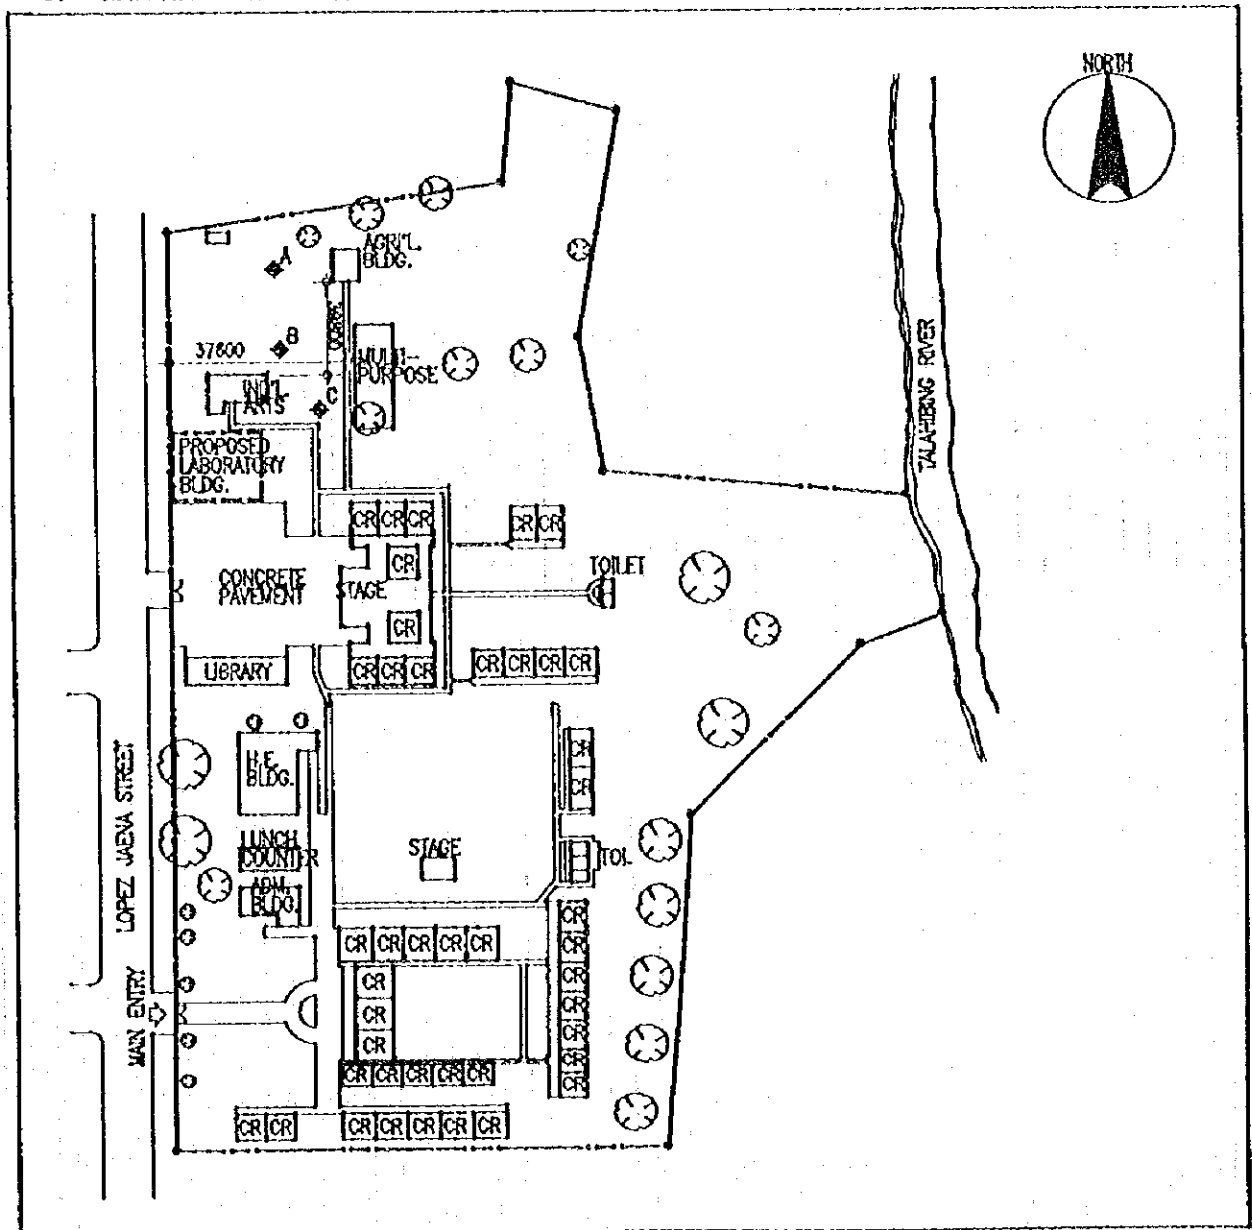 NORTH
AGRI'L.
BLDG.
A
B
37600
MULTI-
PURPOSE
IND'L.
ARTS
C
PROPOSED
LABORATORY
BLDG.
TALAHIBING RIVER
CR CR CR
CR CR
CR
TOILET
CONCRETE
PAVEMENT
STAGE
CR
LIBRARY
CR CR CR
CR CR CR CR
H.E.
BLDG.
CR
CR
LOPEZ JAENA STREET
LUNCH
COUNTER
STAGE
TOI.
ADM.
BLDG.
CR
CR
CR
CR
CR
CR
CR
CR CR CR CR CR
CR
CR
CR
MAIN ENTRY
CR CR CR CR CR
CR CR
CR CR CR CR CR